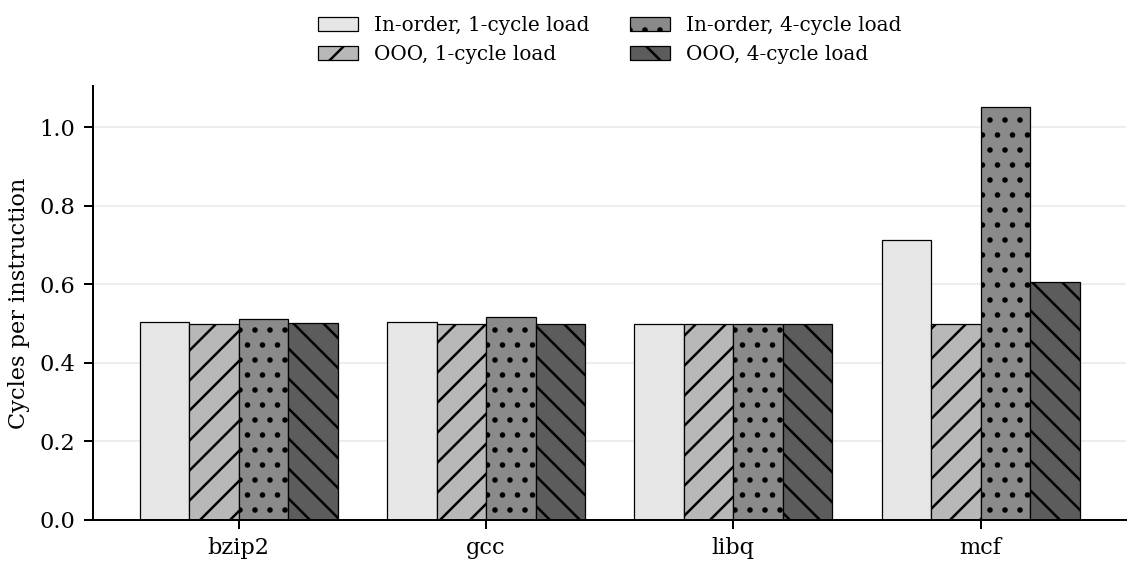 In-order, 1-cycle load
OOO, 1-cycle load
In-order, 4-cycle load
OOO, 4-cycle load
Cycles per instruction
1.0
0.8
0.6
0.4
0.2
0.0
bzip2
gcc
libq
mcf